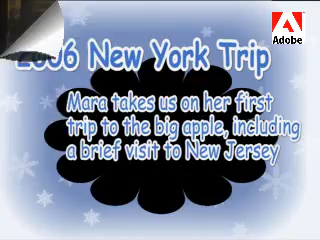 2006 New York Trip
Adobe
Mara takes us on her first
trip to the big apple, including
a brief visit to New Jersey